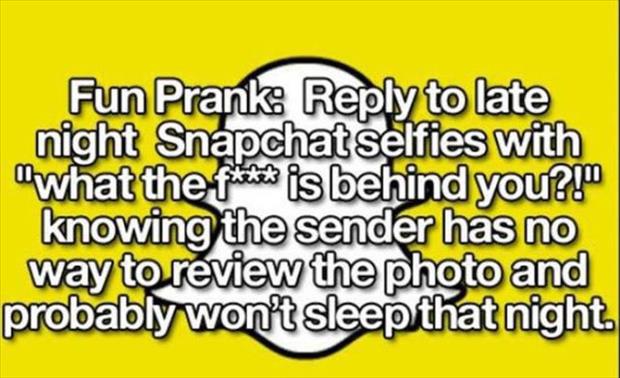 Fun Prank: Reply to late
night Snapchat selfies with
"what the f*** is behind you?!"
knowing the sender has no
way to review the photo and
probably won't sleep that night.